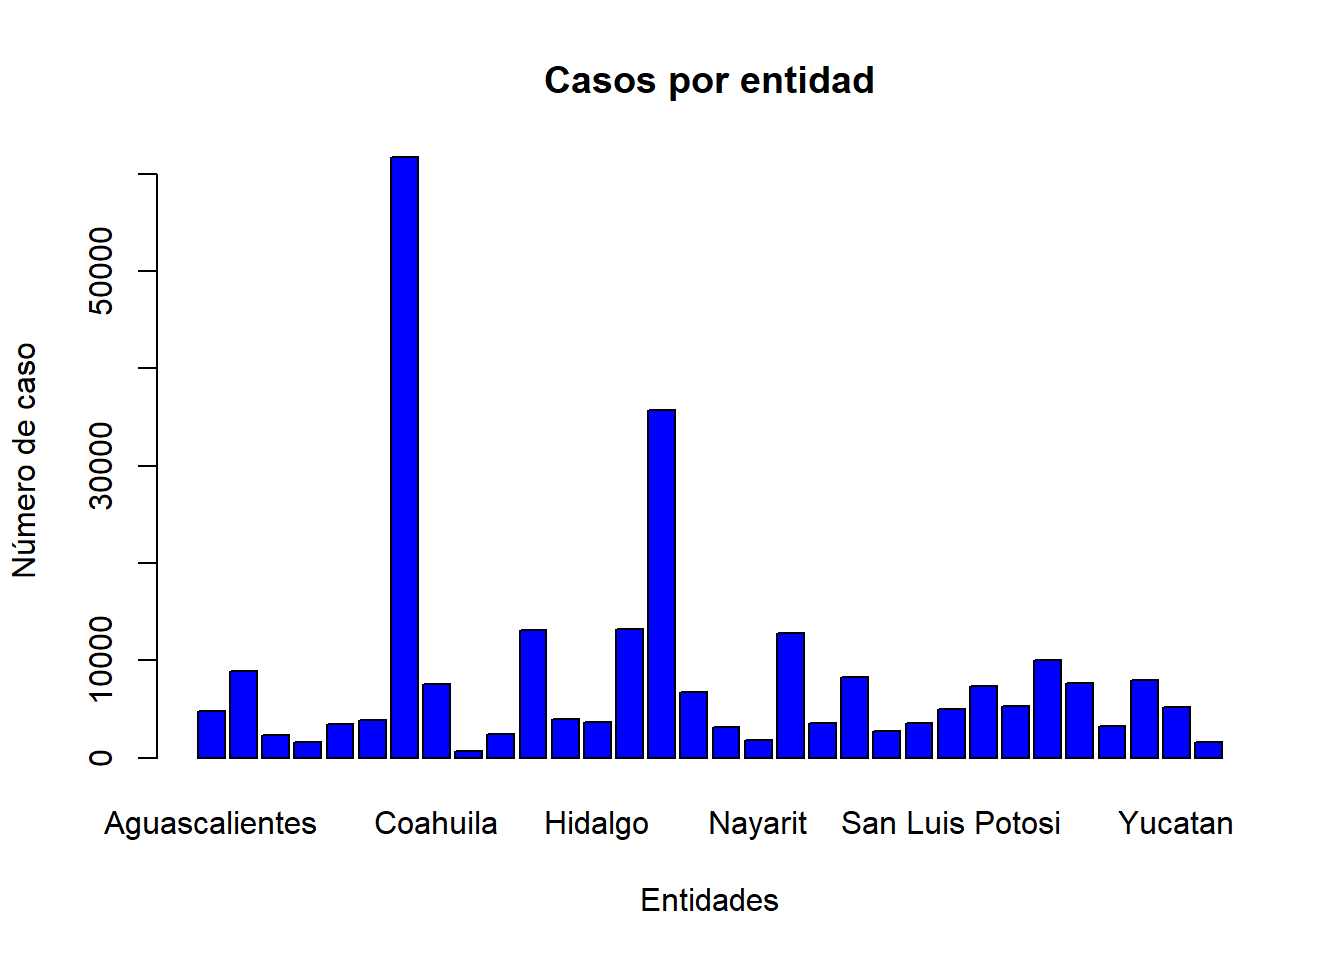 Casos por entidad
Número de caso
50000
30000
10000
0
Aguascalientes Coahuila Hidalgo Nayarit San Luis Potosi Yucatan
Entidades